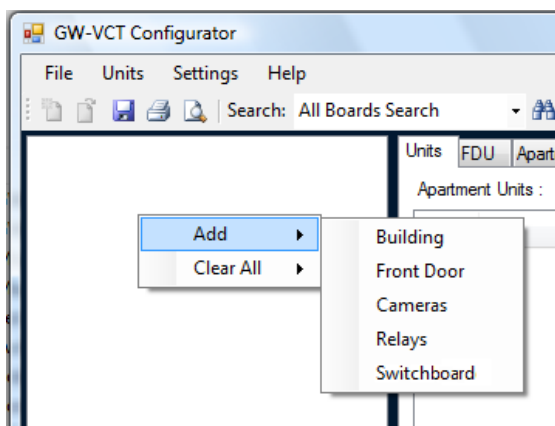 GW-VCT Configurator
File Units Settings Help
Search: All Boards Search
Units FDU Apart
Apartment Units :
Add
Clear All
Building
Front Door
Cameras
Relays
Switchboard